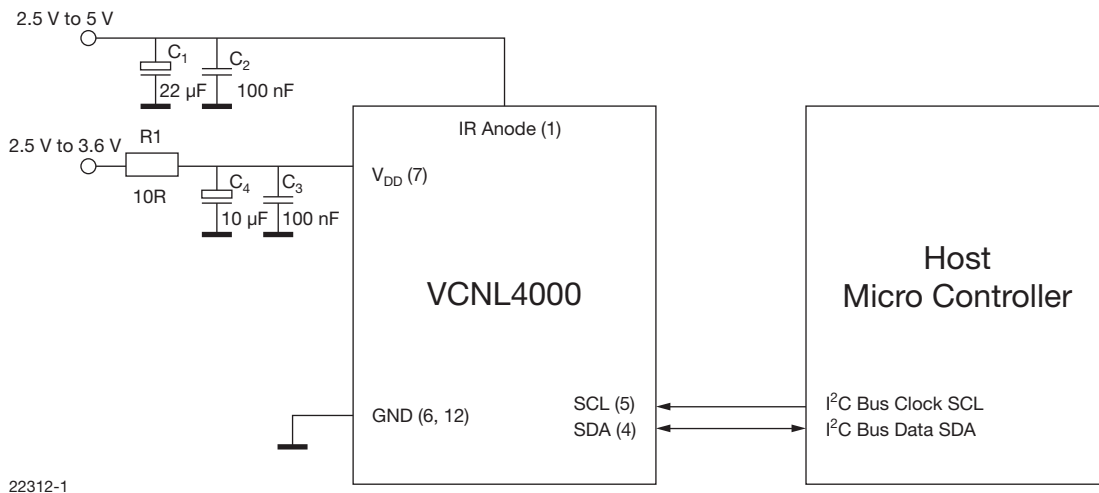 2.5 V to 5 V
C1
C2
22 µF
100 nF
IR Anode (1)
R1
2.5 V to 3.6 V
10R
C4
C3
10 µF
100 nF
VDD (7)
VCNL4000
Host
Micro Controller
GND (6, 12)
SCL (5)
SDA (4)
I2C Bus Clock SCL
I2C Bus Data SDA
22312-1